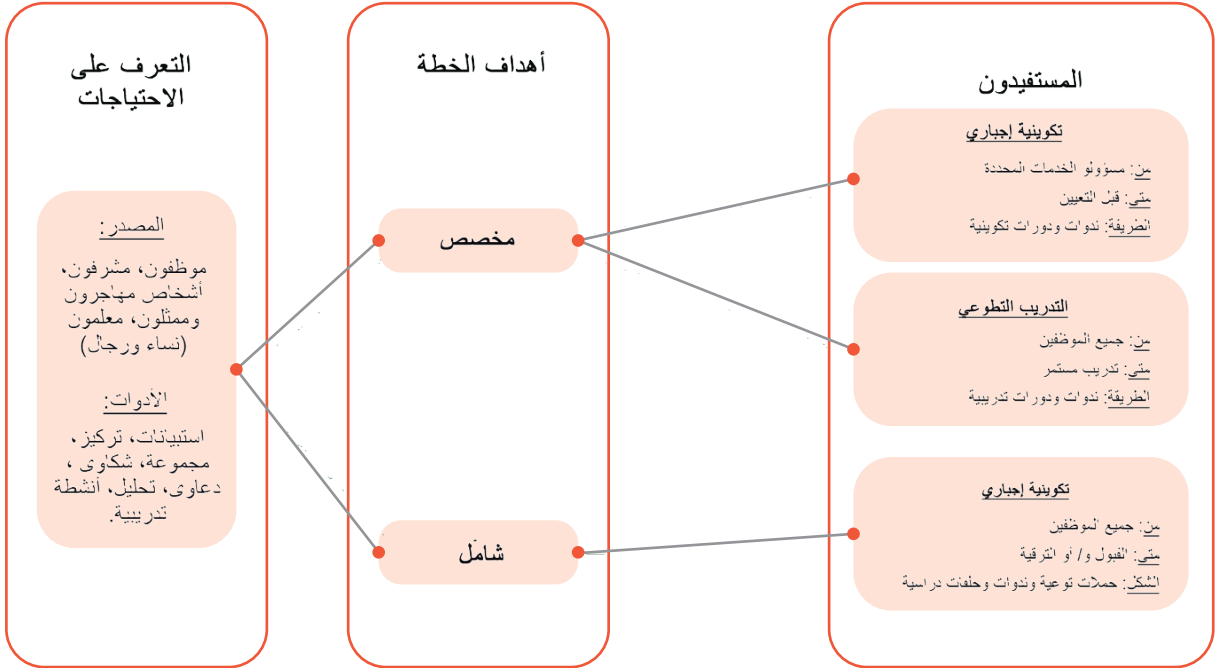 التعرف على
الاحتياجات
المصدر:
موظفون، مشرفون،
أشخاص مهاجرون
وممثلون، معلمون
(نساء ورجال)
الأدوات:
استبيانات، تركيز،
مجموعة، شكاوى ،
دعاوى، تحليل، أنشطة
تدريبية.
أهداف الخطة
مخصص
شامل
المستفيدون
تكوينية إجباري
من: مسؤولو الخدمات المحددة
متى: قبل التعيين
الطريقة: ندوات ودورات تكوينية
التدريب التطوعي
من: جميع الموظفين
متى: تدريب مستمر
الطريقة: ندوات ودورات تدريبية
تكوينية إجباري
من: جميع الموظفين
متى: القبول و/ أو الترقية
الشكل: حملات توعية وندوات وحلقات دراسية